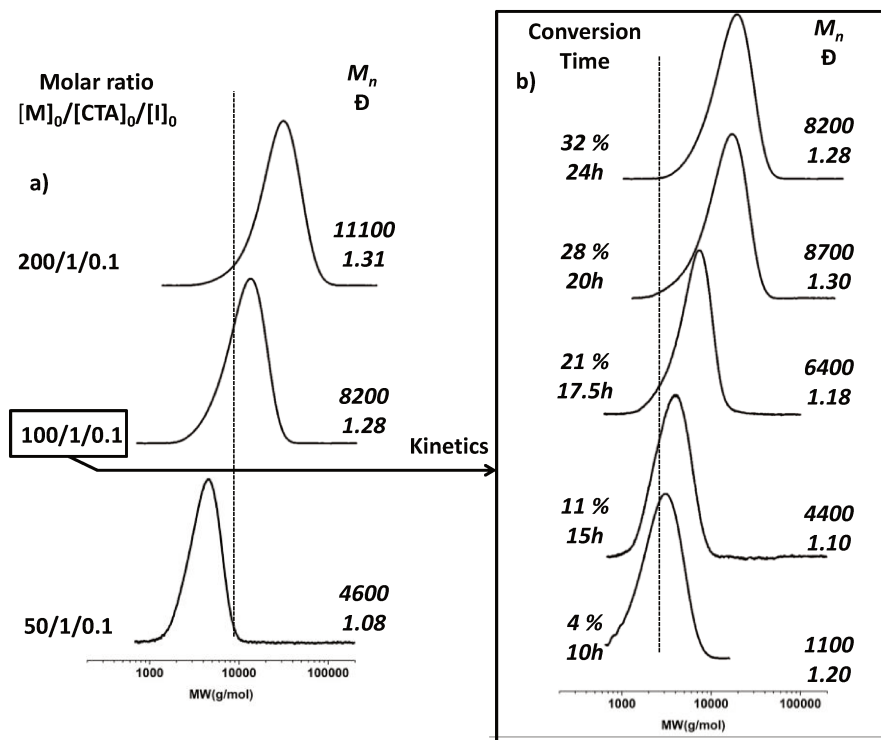 Molar ratio
[M]₀/[CTA]₀/[I]₀
Mₙ
Đ
a)
200/1/0.1
11100
1.31
100/1/0.1
8200
1.28
Kinetics
50/1/0.1
4600
1.08
1000 10000 100000
MW(g/mol)
Conversion
Time
Mₙ
Đ
b)
32 %
24h
8200
1.28
28 %
20h
8700
1.30
21 %
17.5h
6400
1.18
11 %
15h
4400
1.10
4 %
10h
1100
1.20
1000 10000 100000
MW(g/mol)